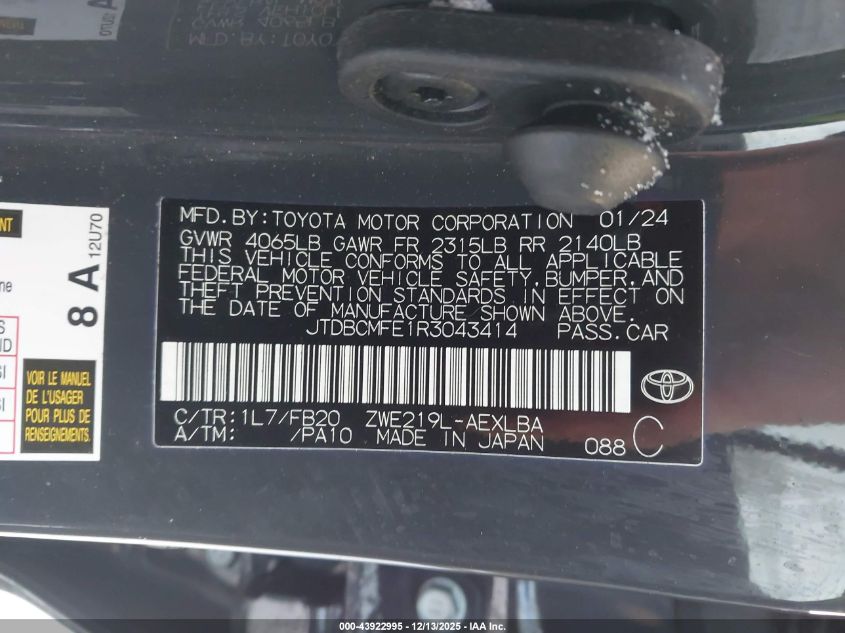 MFD.BY:TOYOTA MOTOR CORPORATION 01/24
GVWR 4065LB GAWR FR 2315LB RR 2140LB
THIS VEHICLE CONFORMS TO ALL APPLICABLE
FEDERAL MOTOR VEHICLE SAFETY,BUMPER,AND
THEFT PREVENTION STANDARDS IN EFFECT ON
THE DATE OF MANUFACTURE SHOWN ABOVE.
JTDBCMFE1R3043414 PASS.CAR
C/TR:1L7/FB20 ZWE219L-AEXLBA
A/TM: /PA10 MADE IN JAPAN 088 C
8 A 12U70
VOIR LE MANUEL
DE L'USAGER
POUR PLUS DE
RENSEIGNEMENTS.
000-43922995 - 12/13/2025 - IAA Inc.